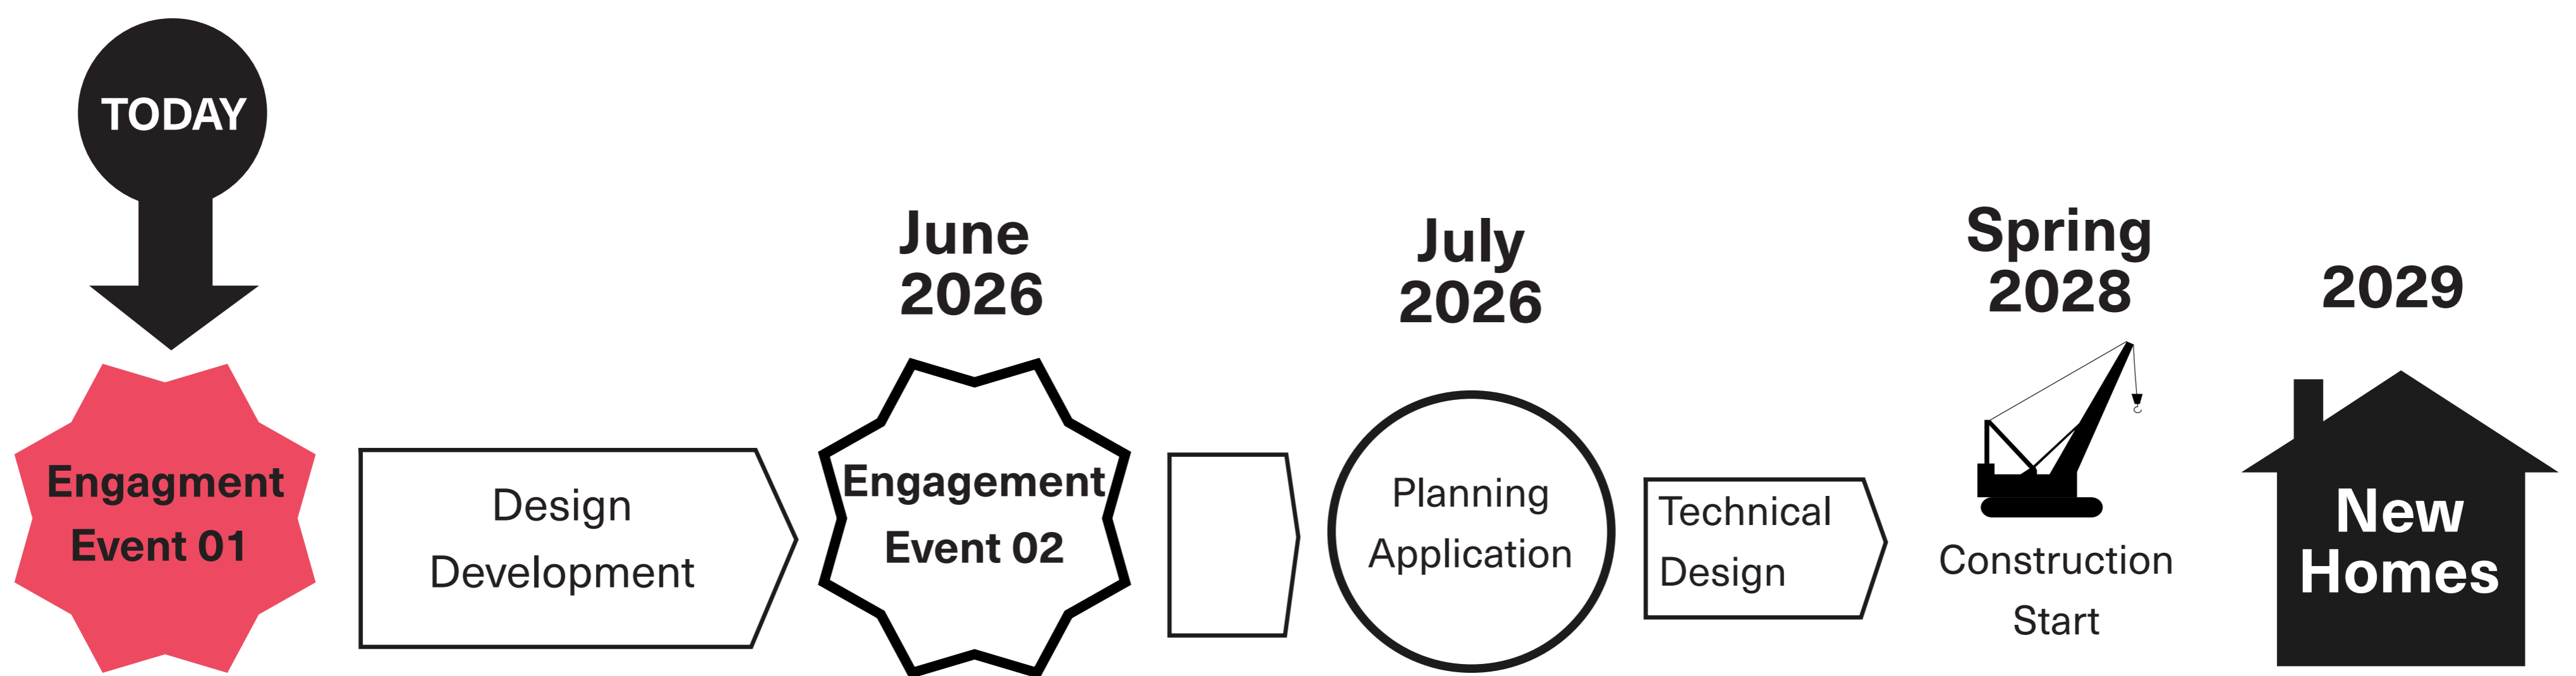 TODAY
Engagment
Event 01
Design
Development
June
2026
Engagement
Event 02
July
2026
Planning
Application
Technical
Design
Spring
2028
Construction
Start
2029
New
Homes